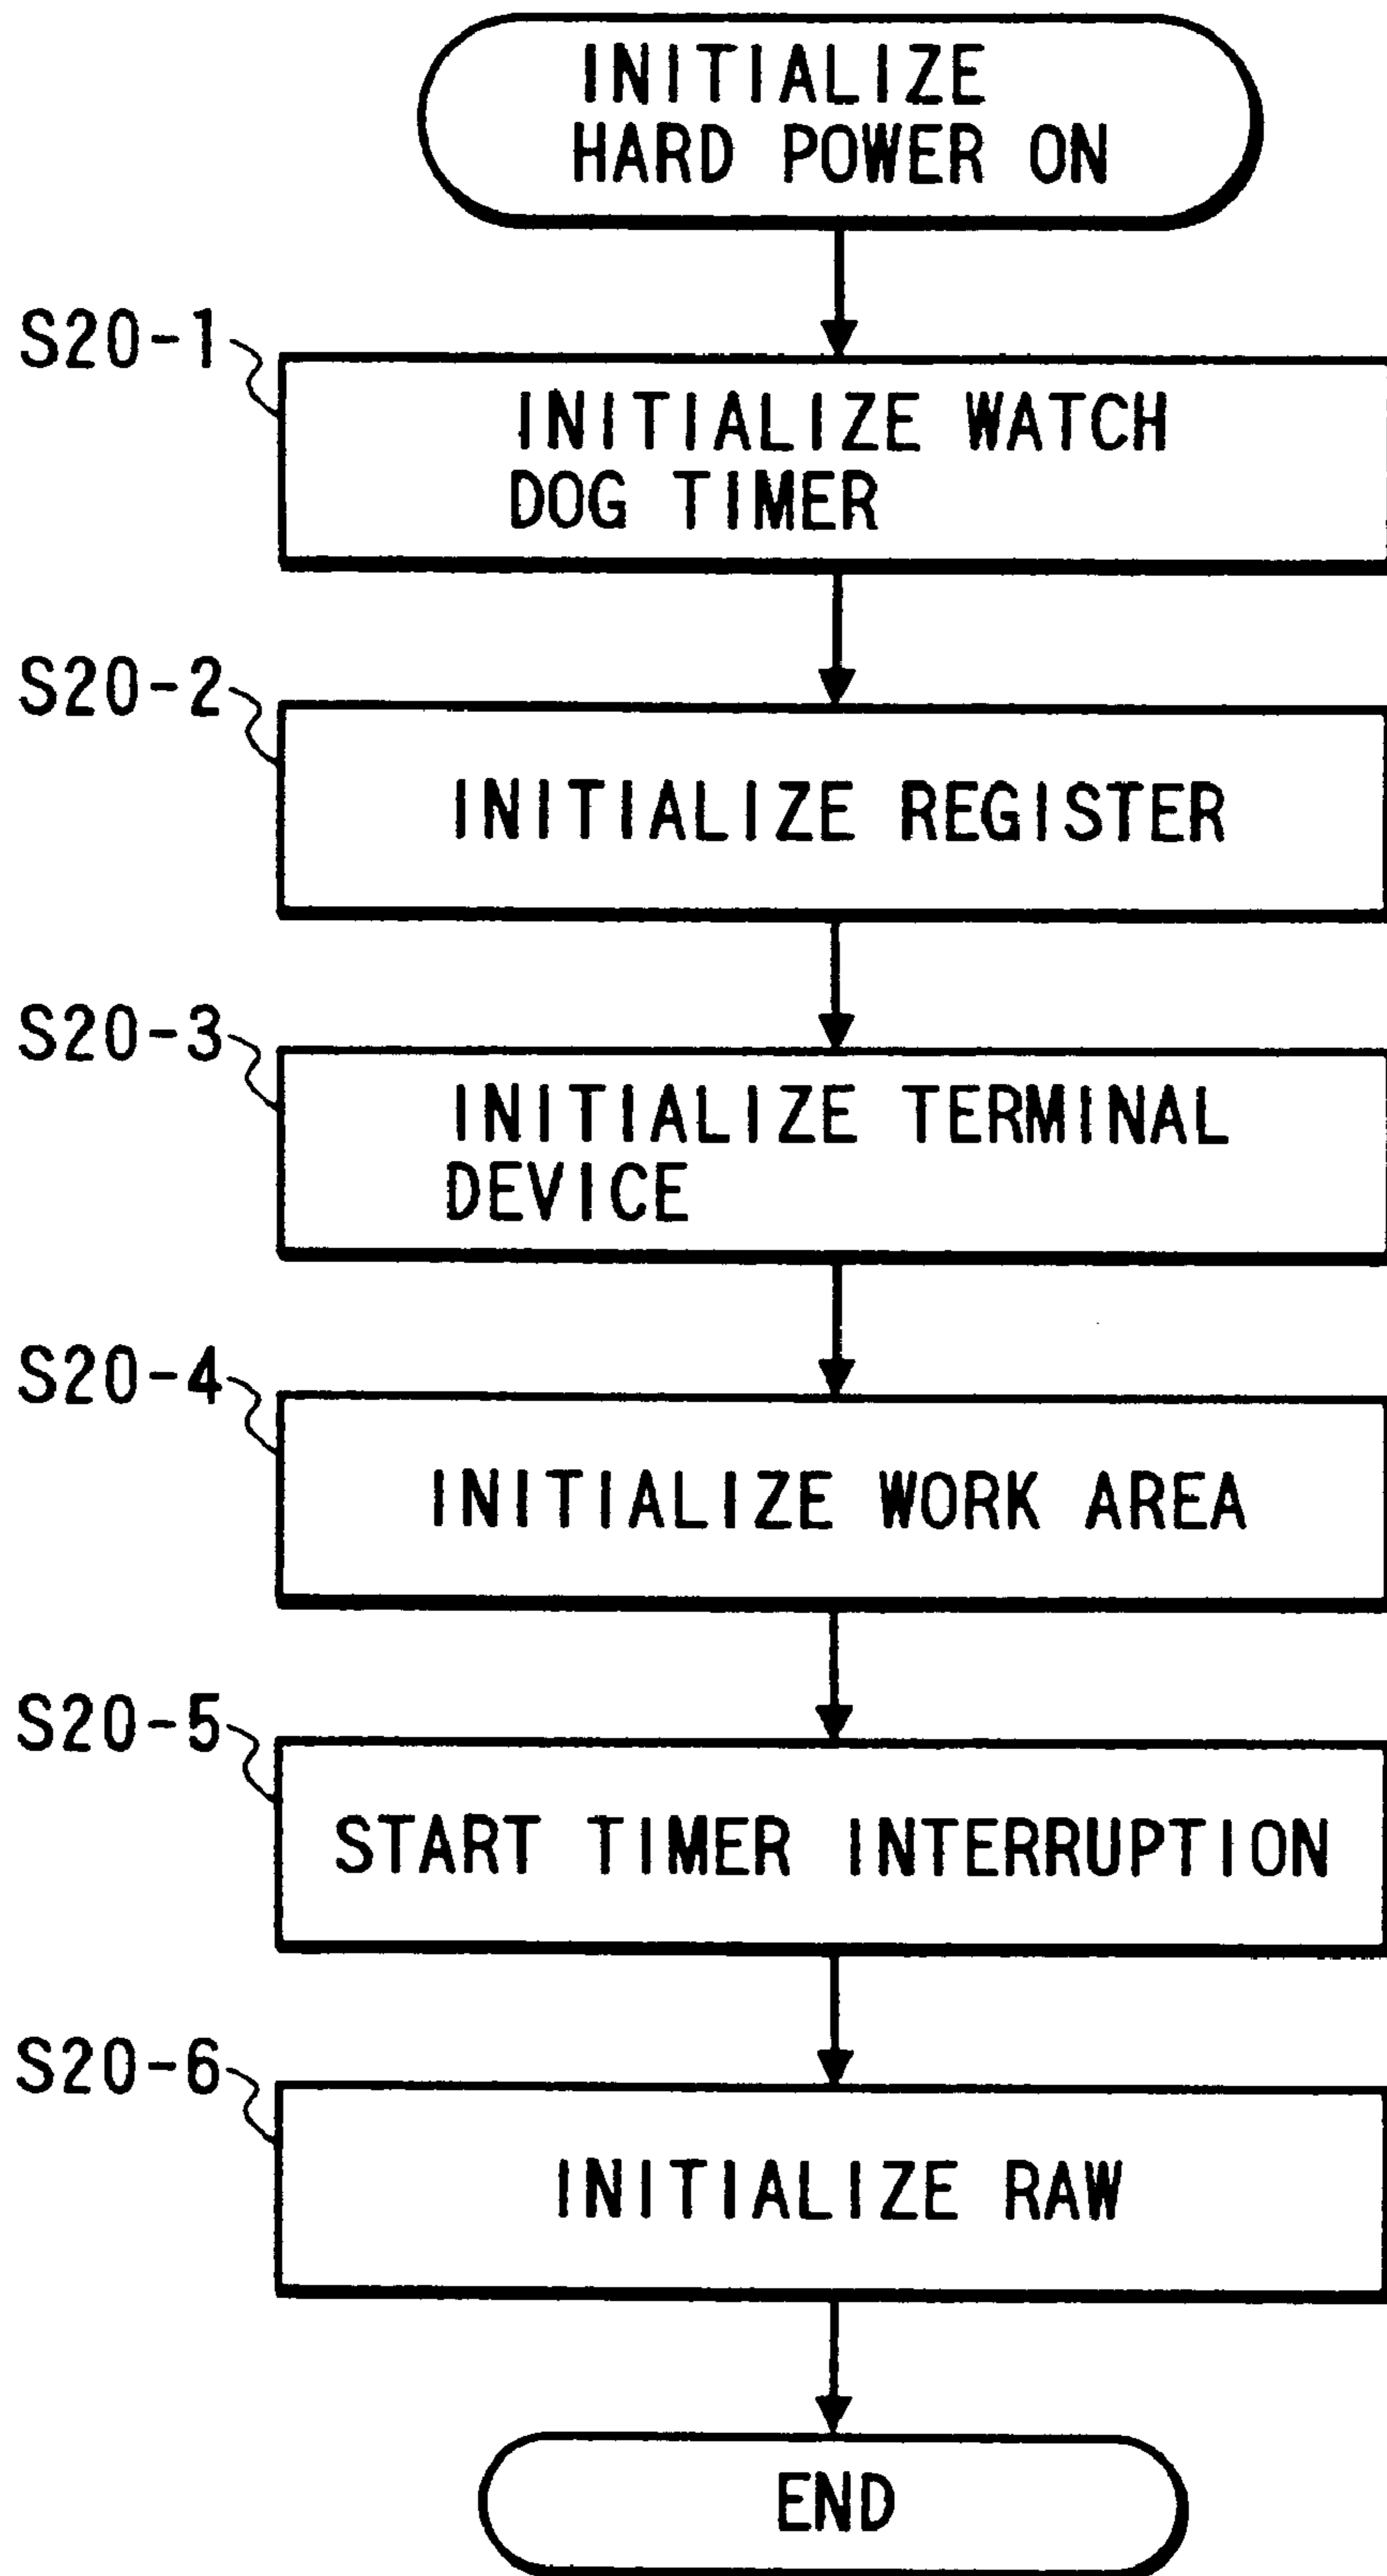 INITIALIZE
HARD POWER ON
S20-1
INITIALIZE WATCH
DOG TIMER
S20-2
INITIALIZE REGISTER
S20-3
INITIALIZE TERMINAL
DEVICE
S20-4
INITIALIZE WORK AREA
S20-5
START TIMER INTERRUPTION
S20-6
INITIALIZE RAW
END